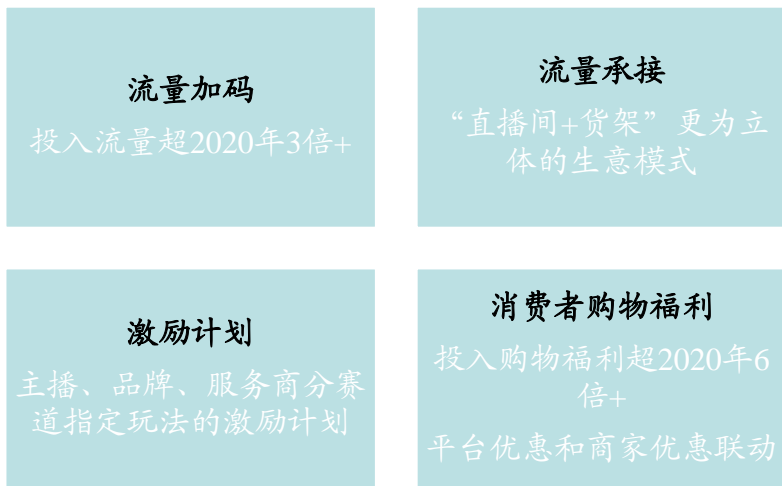 流量加码
投入流量超2020年3倍+
流量承接
“直播间+货架”更为立
体的生意模式
激励计划
主播、品牌、服务商分赛
道指定玩法的激励计划
消费者购物福利
投入购物福利超2020年6
倍+
平台优惠和商家优惠联动